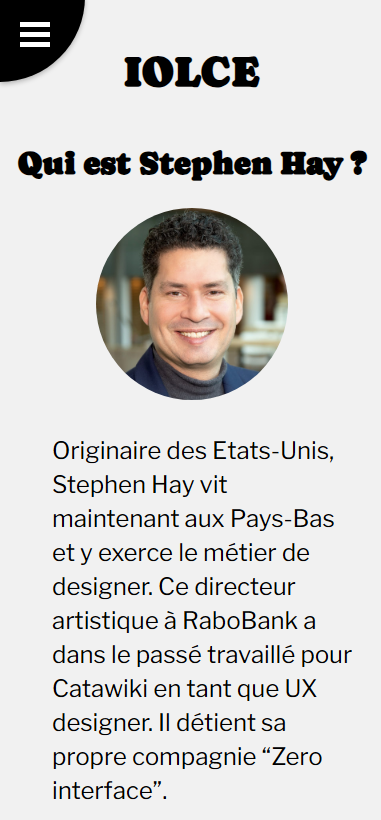 IOLCE
Qui est Stephen Hay ?
Originaire des Etats-Unis,
Stephen Hay vit
maintenant aux Pays-Bas
et y exerce le métier de
designer. Ce directeur
artistique à RaboBank a
dans le passé travaillé pour
Catawiki en tant que UX
designer. Il détient sa
propre compagnie “Zero
interface”.